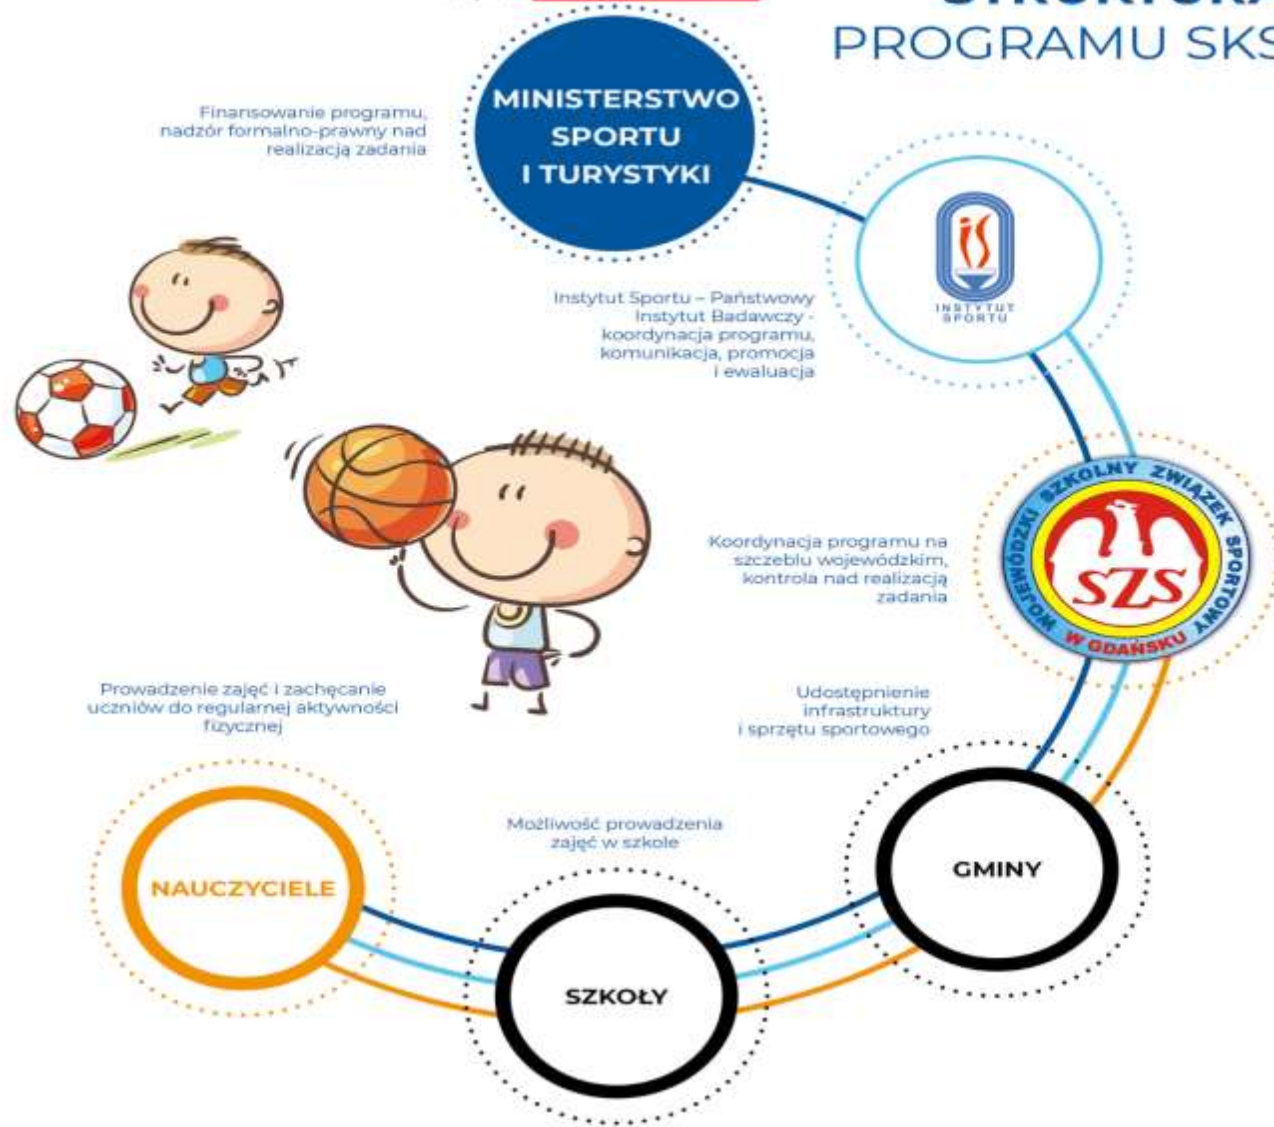 STRUKTURA
PROGRAMU SKS
MINISTERSTWO
SPORTU
I TURYSTYKI
Finansowanie programu,
nadzór formalno-prawny nad
realizacją zadania
iS
INSTYTUT
SPORTU
Instytut Sportu – Państwowy
Instytut Badawczy -
koordynacja programu,
komunikacja, promocja
i ewaluacja
WOJEWÓDZKI SZKOLNY ZWIĄZEK SPORTOWY
SZS
W GDAŃSKU
Koordynacja programu na
szczeblu wojewódzkim,
kontrola nad realizacją
zadania
Udostępnienie
infrastruktury
i sprzętu sportowego
GMINY
Możliwość prowadzenia
zajęć w szkole
SZKOŁY
Prowadzenie zajęć i zachęcanie
uczniów do regularnej aktywności
fizycznej
NAUCZYCIELE